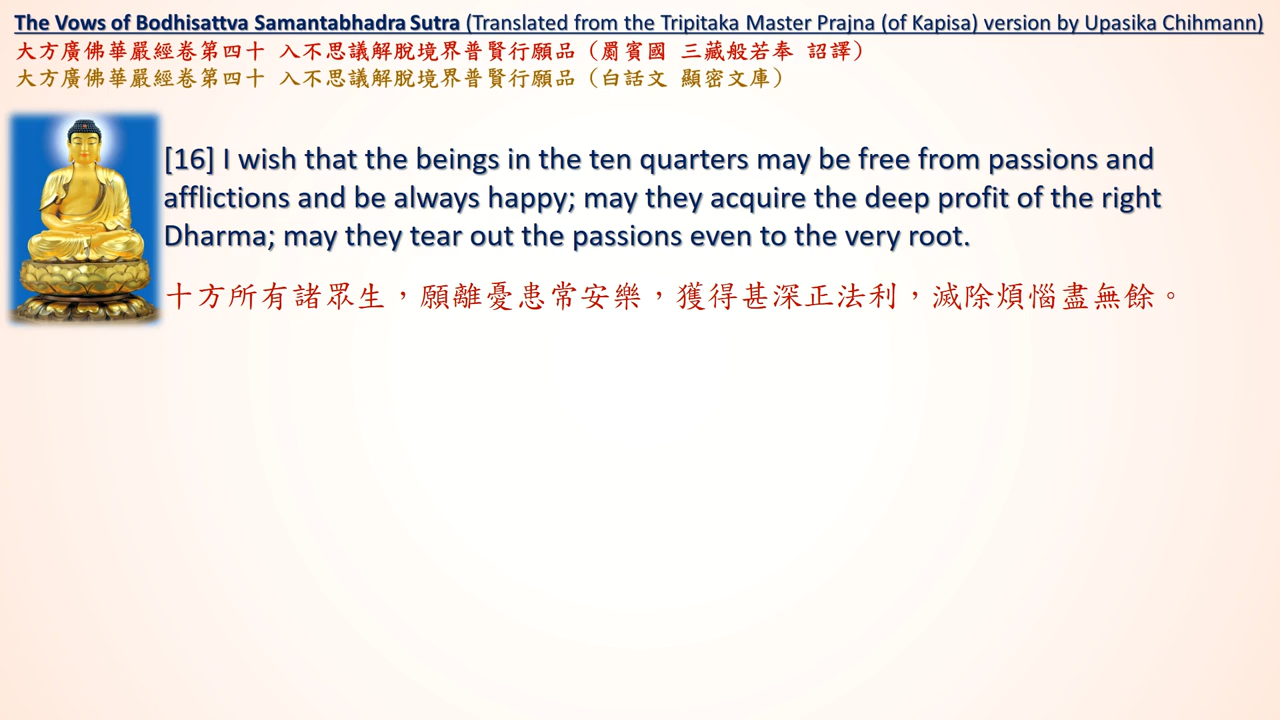 The Vows of Bodhisattva Samantabhadra Sutra (Translated from the Tripitaka Master Prajna (of Kapisa) version by Upasika Chihmann)
大方廣佛華嚴經卷第四十 入不思議解脫境界普賢行願品（罽賓國 三藏般若奉 詔譯）
大方廣佛華嚴經卷第四十 入不思議解脫境界普賢行願品（白話文 顯密文庫）
[16] I wish that the beings in the ten quarters may be free from passions and
afflictions and be always happy; may they acquire the deep profit of the right
Dharma; may they tear out the passions even to the very root.
十方所有諸眾生，願離憂患常安樂，獲得甚深正法利，滅除煩惱盡無餘。